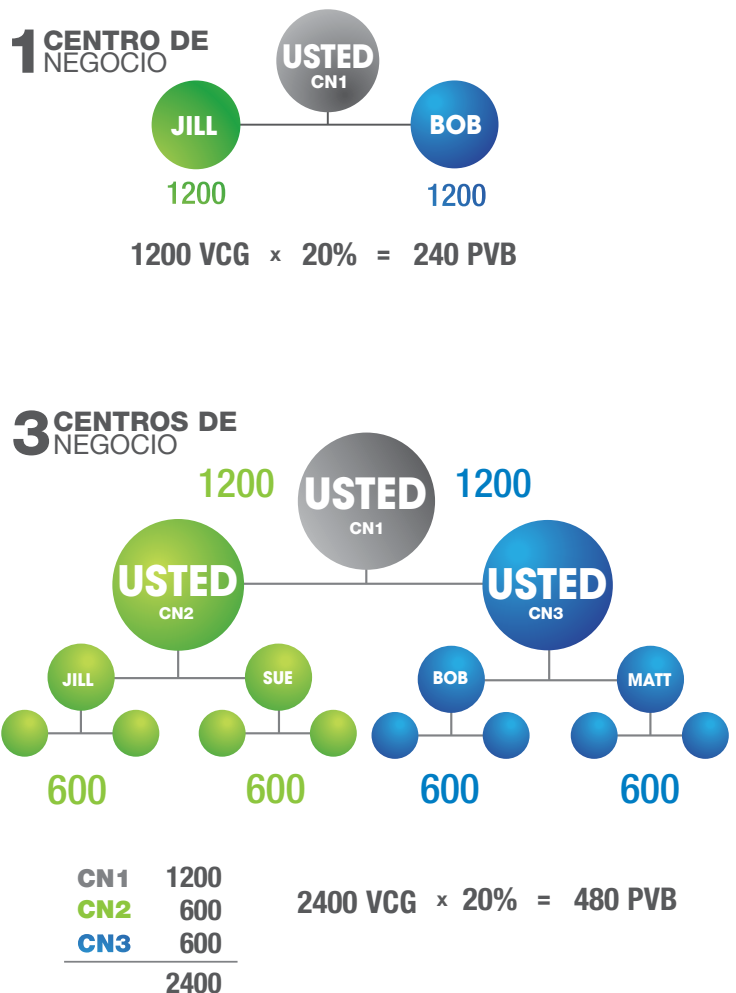 1 CENTRO DE
NEGOCIO
USTED
CN1
JILL
BOB
1200
1200
1200 VCG x 20% = 240 PVB
3 CENTROS DE
NEGOCIO
1200
USTED
CN1
1200
USTED
CN2
USTED
CN3
JILL
SUE
BOB
MATT
600
600
600
600
CN1 1200
CN2 600
CN3 600
2400
2400 VCG x 20% = 480 PVB